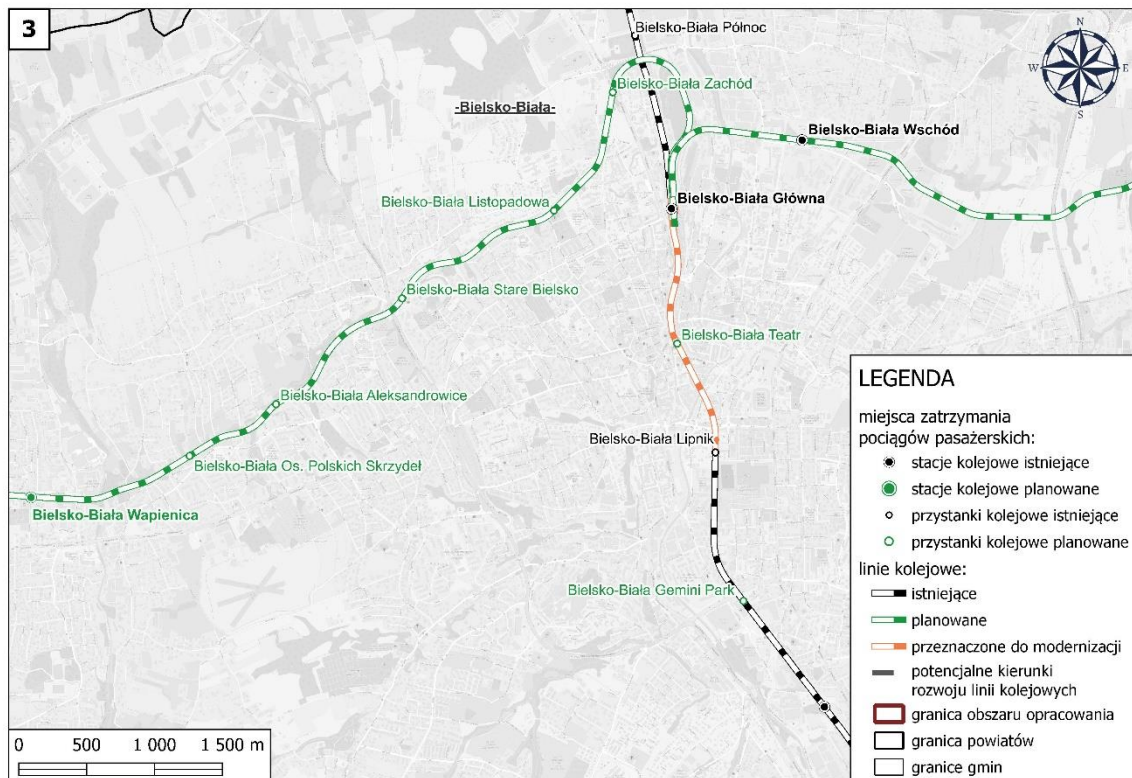 3
N
W
E
S
Bielsko-Biała Północ
Bielsko-Biała Zachód
-Bielsko-Biała-
Bielsko-Biała Wschód
Bielsko-Biała Listopadowa
Bielsko-Biała Główna
Bielsko-Biała Stare Bielsko
Bielsko-Biała Teatr
Bielsko-Biała Aleksandrowice
Bielsko-Biała Lipnik
Bielsko-Biała Os. Polskich Skrzydeł
Bielsko-Biała Wapienica
Bielsko-Biała Gemini Park
LEGENDA
miejsca zatrzymania
pociągów pasażerskich:
stacje kolejowe istniejące
stacje kolejowe planowane
przystanki kolejowe istniejące
przystanki kolejowe planowane
linie kolejowe:
istniejące
planowane
przeznaczone do modernizacji
potencjalne kierunki
rozwoju linii kolejowych
granica obszaru opracowania
granica powiatów
granice gmin
0 500 1 000 1 500 m